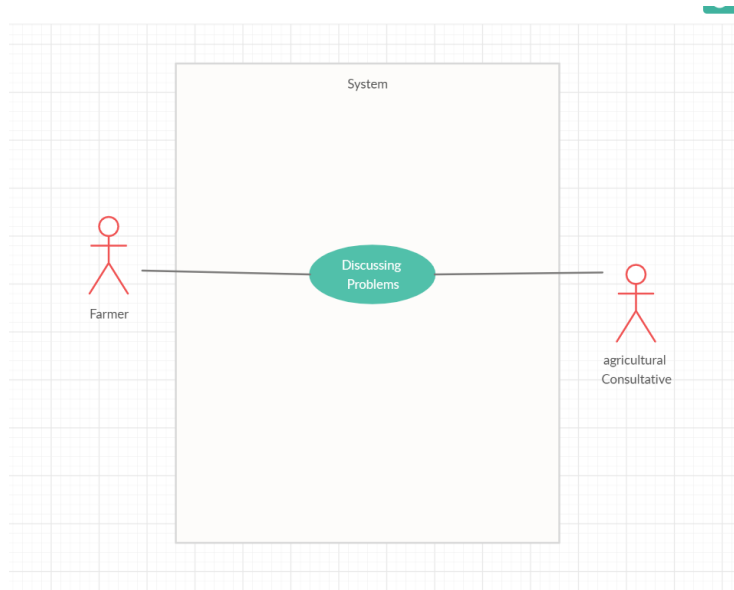 System
Discussing
Problems
Farmer
agricultural
Consultative